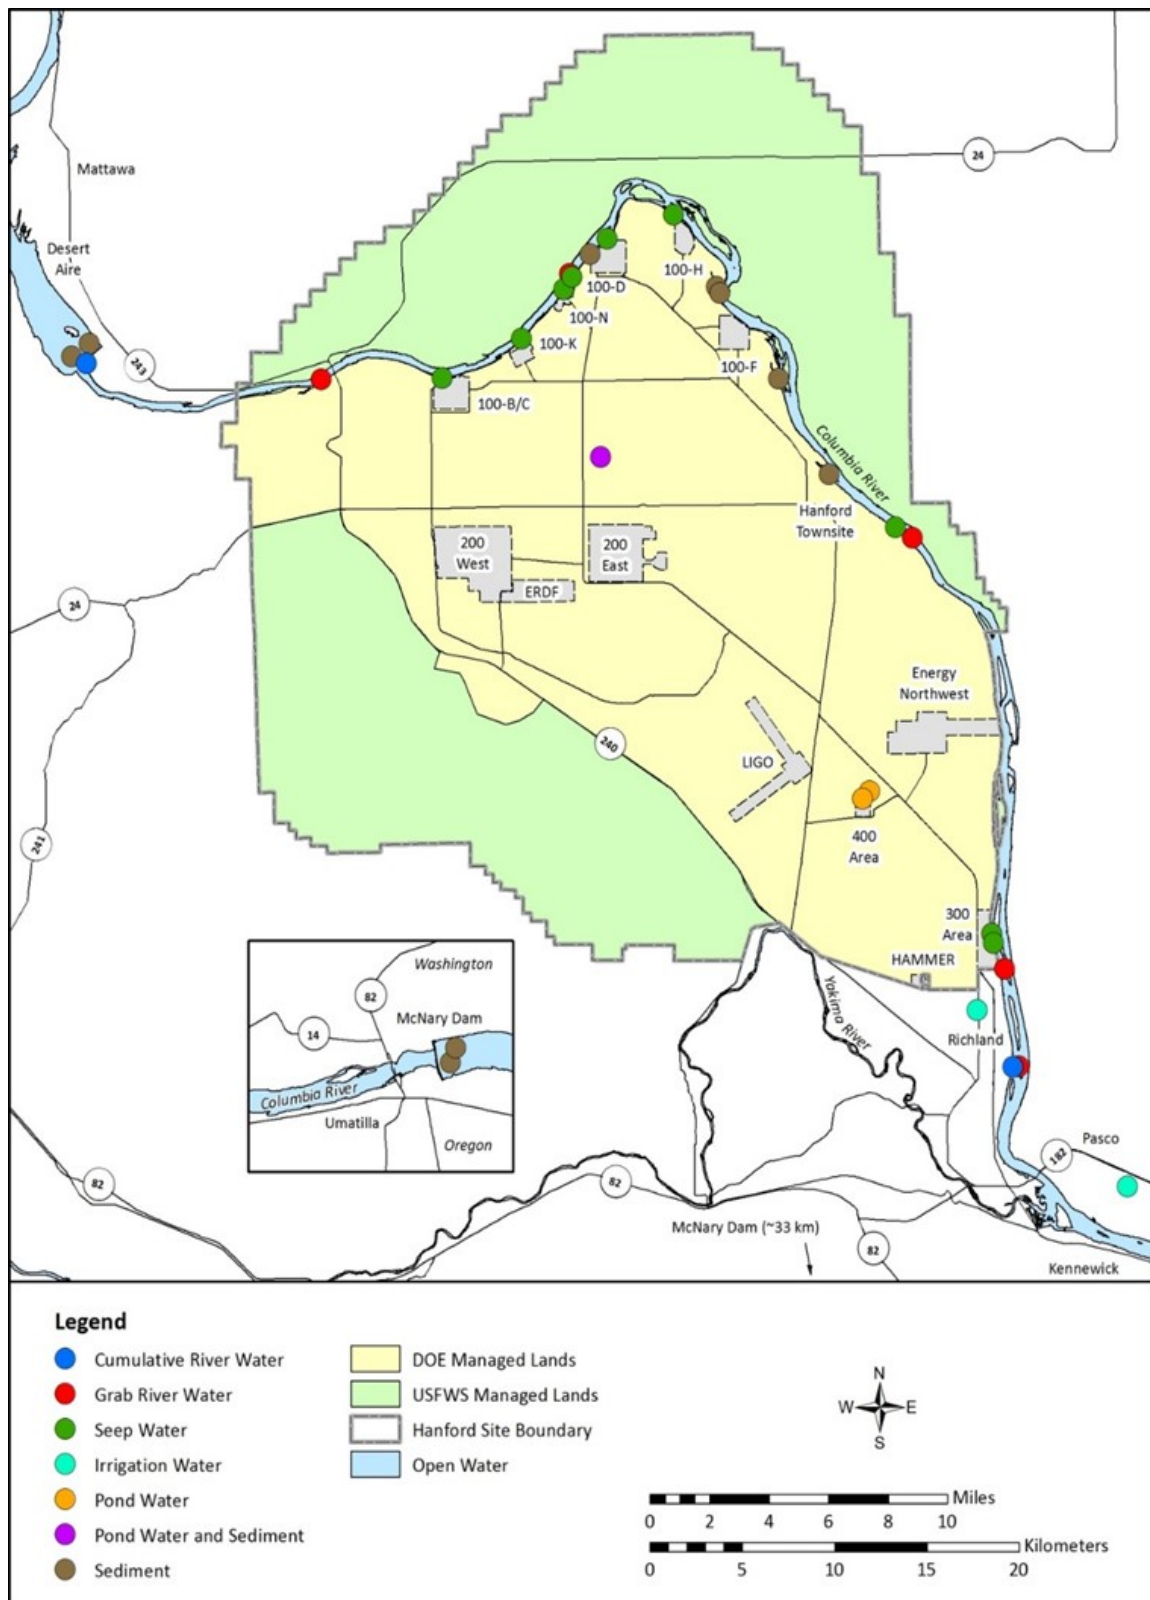 24
Mattawa
Desert
Aire
243
100-H
100-D
100-N
100-K
100-F
100-B/C
Columbia River
Hanford
Townsite
200
West
200
East
ERDF
24
Energy
Northwest
240
LIGO
241
400
Area
300
Area
HAMMER
Yakima River
Richland
Washington
82
McNary Dam
14
Columbia River
Umatilla
Oregon
Pasco
182
82
82
McNary Dam (~33 km)
82
Kennewick
Legend
Cumulative River Water
Grab River Water
Seep Water
Irrigation Water
Pond Water
Pond Water and Sediment
Sediment
DOE Managed Lands
USFWS Managed Lands
Hanford Site Boundary
Open Water
N
W E
S
Miles
0 2 4 6 8 10
Kilometers
0 5 10 15 20